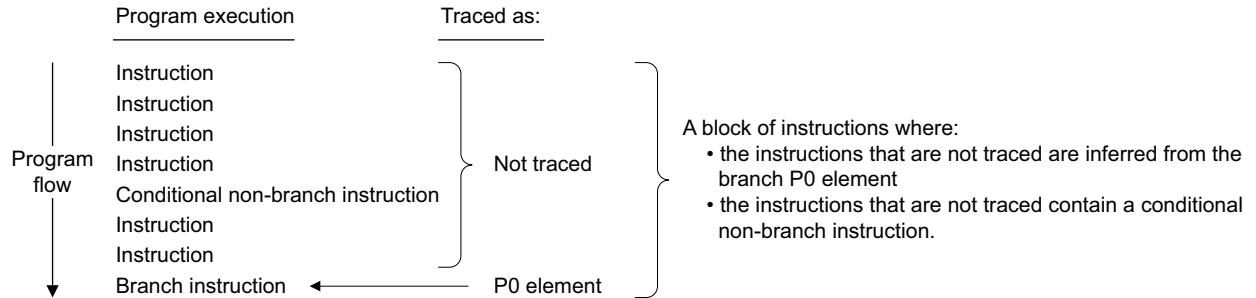 Program execution
Traced as:
Instruction
Instruction
Instruction
Instruction
Conditional non-branch instruction
Instruction
Instruction
Branch instruction
Program
flow
Not traced
P0 element
A block of instructions where:
• the instructions that are not traced are inferred from the
branch P0 element
• the instructions that are not traced contain a conditional
non-branch instruction.